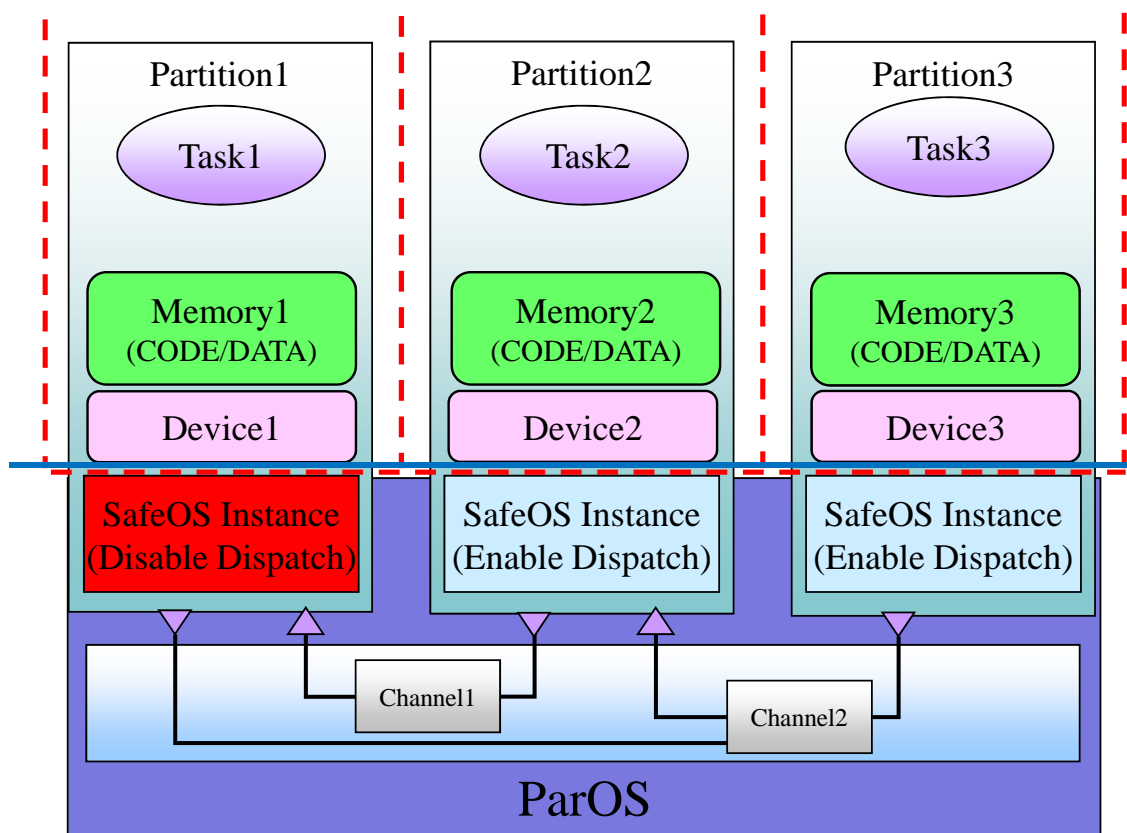 Partition1
Partition2
Partition3
Task1
Task2
Task3
Memory1
(CODE/DATA)
Memory2
(CODE/DATA)
Memory3
(CODE/DATA)
Device1
Device2
Device3
SafeOS Instance
(Disable Dispatch)
SafeOS Instance
(Enable Dispatch)
SafeOS Instance
(Enable Dispatch)
Channel1
Channel2
ParOS